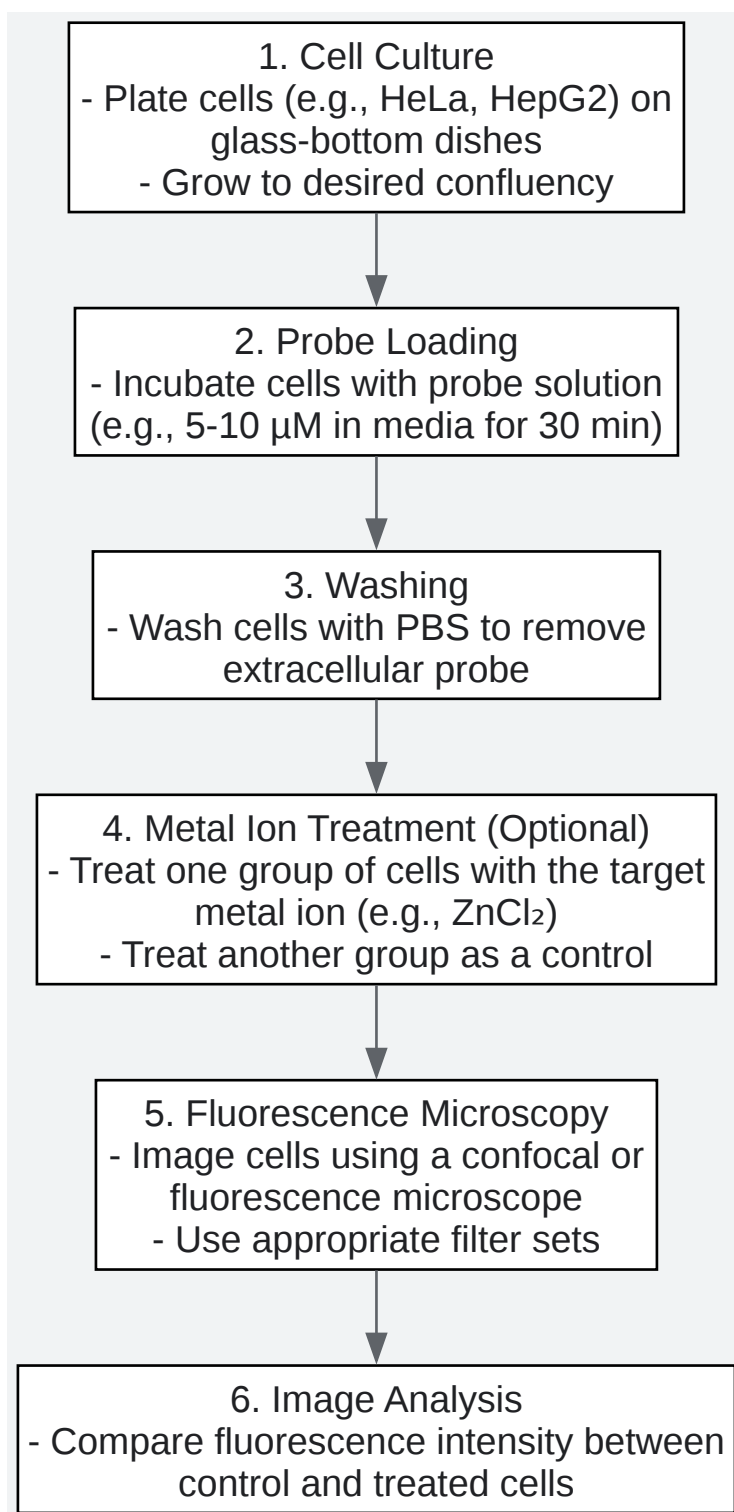 1. Cell Culture
- Plate cells (e.g., HeLa, HepG2) on
glass-bottom dishes
- Grow to desired confluency
2. Probe Loading
- Incubate cells with probe solution
(e.g., 5-10 µM in media for 30 min)
3. Washing
- Wash cells with PBS to remove
extracellular probe
4. Metal Ion Treatment (Optional)
- Treat one group of cells with the target
metal ion (e.g., ZnCl₂)
- Treat another group as a control
5. Fluorescence Microscopy
- Image cells using a confocal or
fluorescence microscope
- Use appropriate filter sets
6. Image Analysis
- Compare fluorescence intensity between
control and treated cells